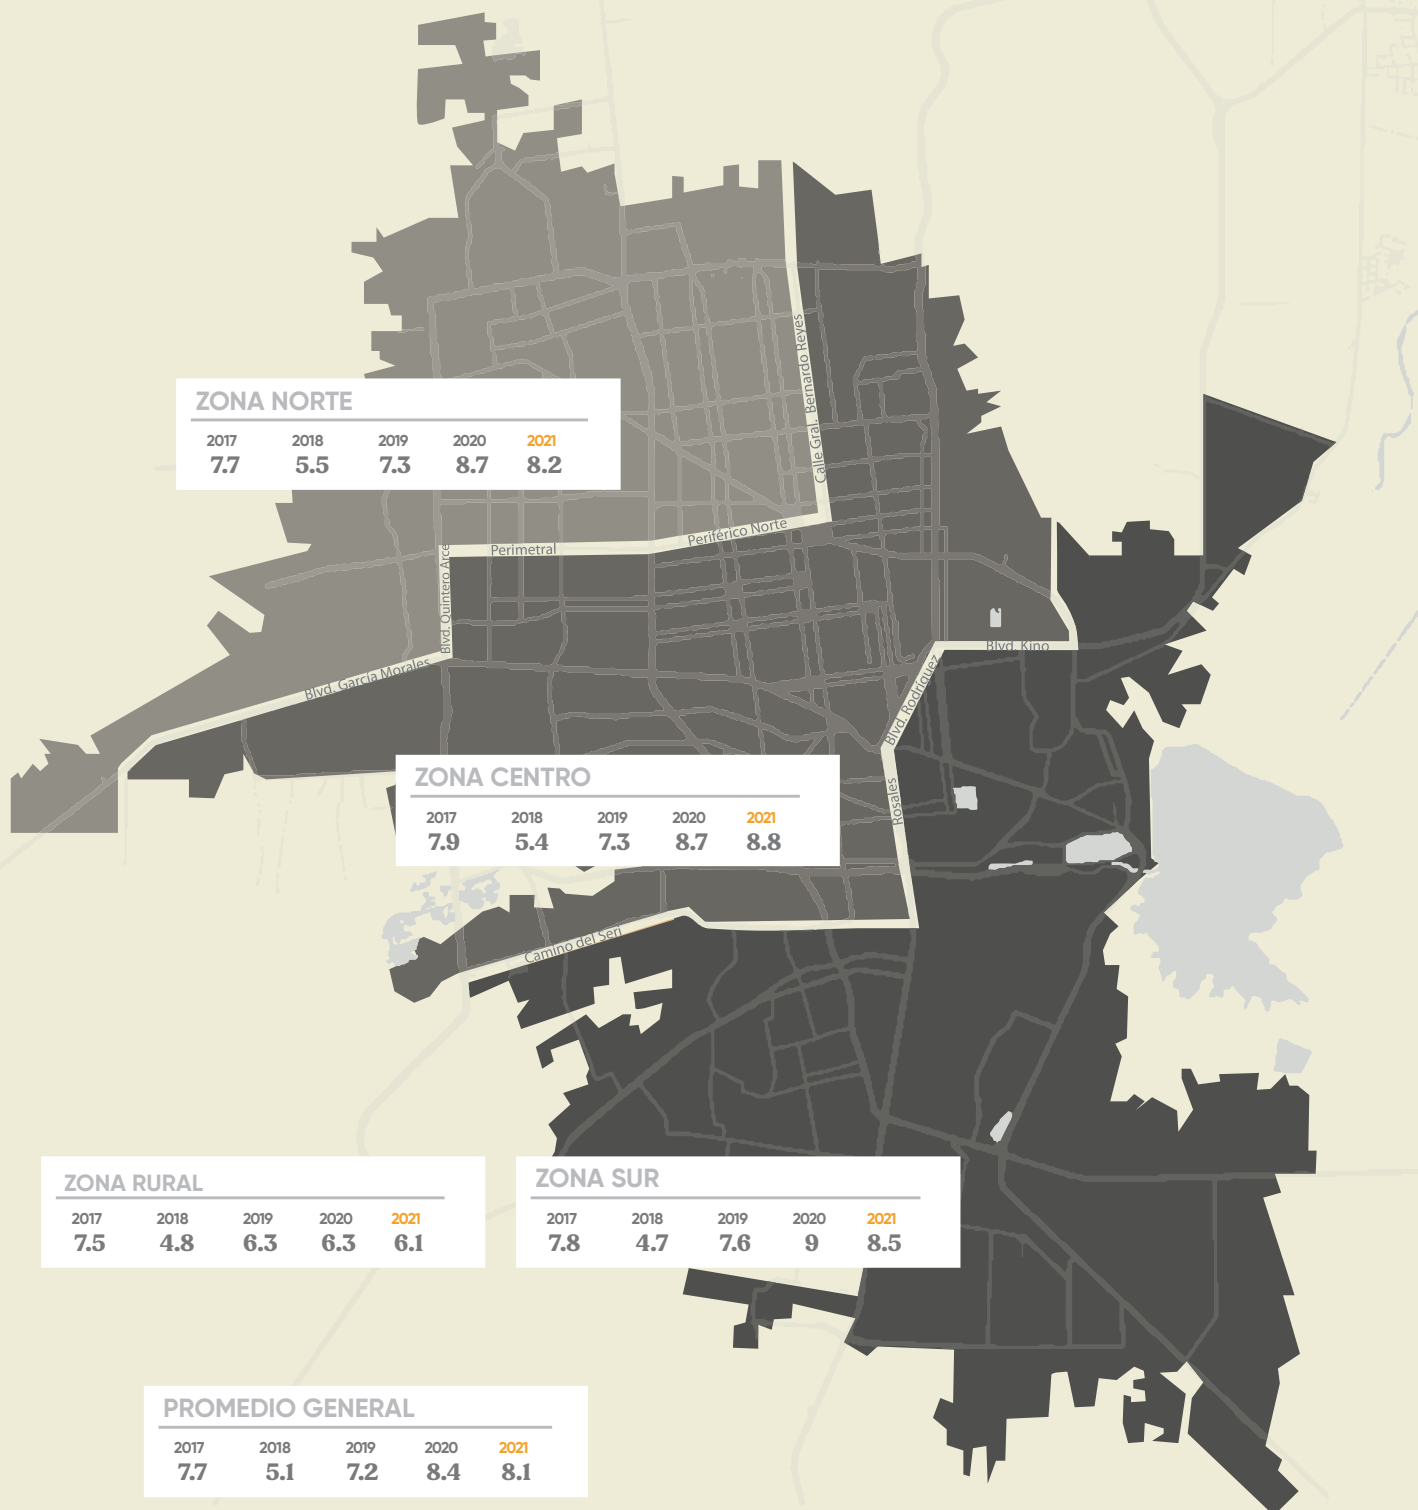 Calle Gral. Bernardo Reyes
ZONA NORTE
2017 2018 2019 2020 2021
7.7 5.5 7.3 8.7 8.2
Periférico Norte
Perimetral
Blvd. Quintero Arce
Blvd. Kino
Blvd. García Morales
Blvd. Rodriguez
ZONA CENTRO
2017 2018 2019 2020 2021
7.9 5.4 7.3 8.7 8.8
Rosales
Camino del Seri
ZONA RURAL
2017 2018 2019 2020 2021
7.5 4.8 6.3 6.3 6.1
ZONA SUR
2017 2018 2019 2020 2021
7.8 4.7 7.6 9 8.5
PROMEDIO GENERAL
2017 2018 2019 2020 2021
7.7 5.1 7.2 8.4 8.1